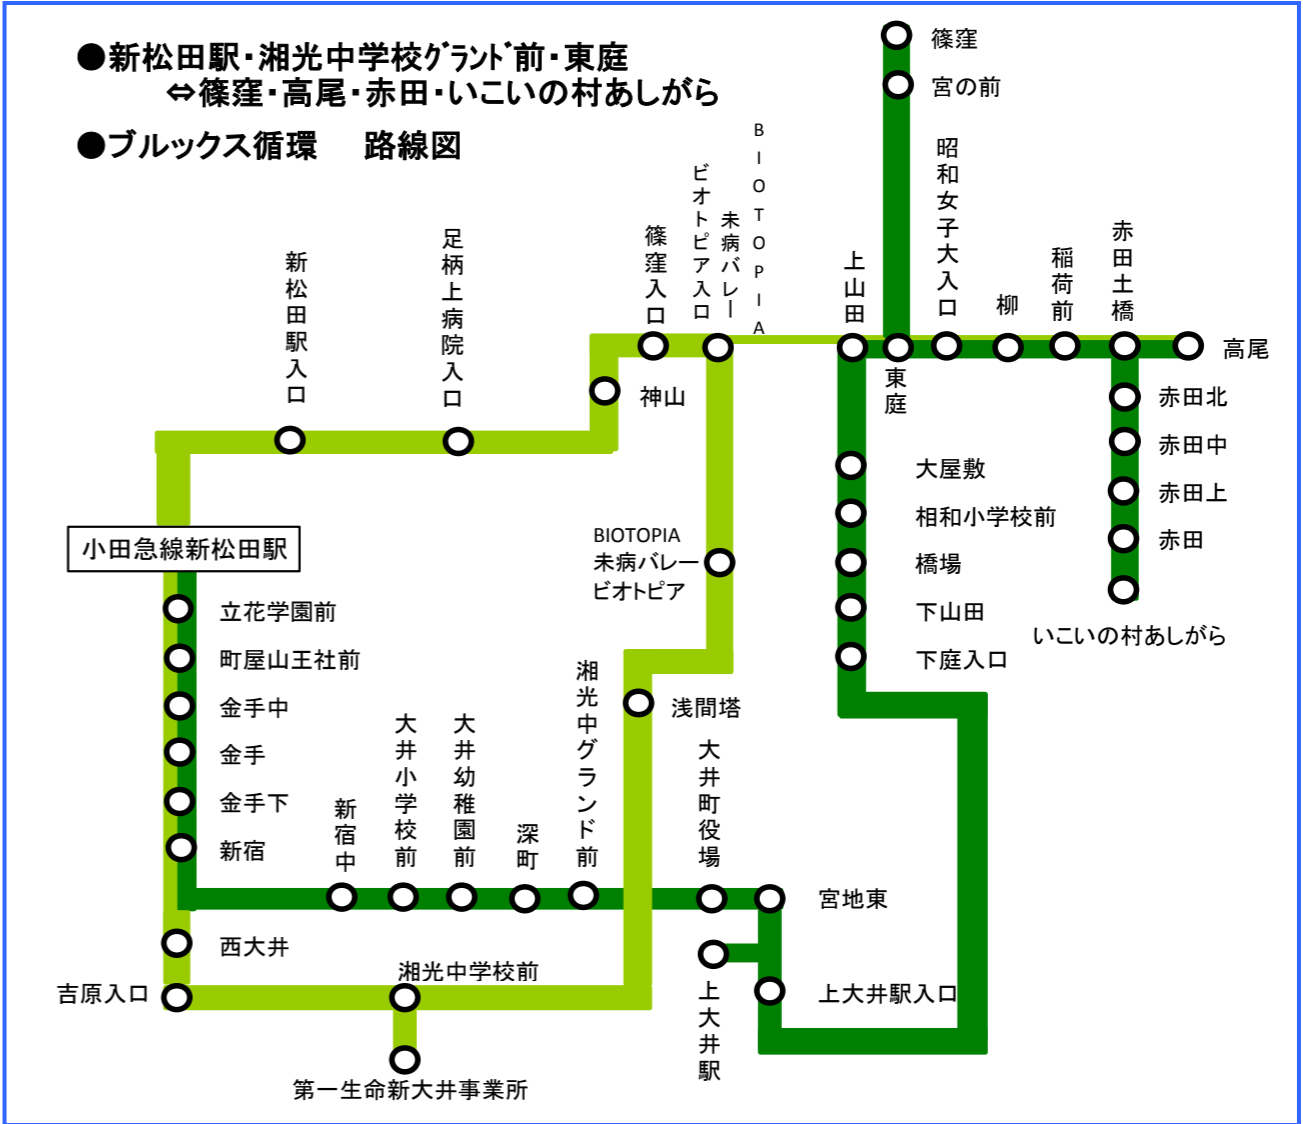 ●新松田駅・湘光中学校グランド前・東庭
⇔篠窪・高尾・赤田・いこいの村あしがら
●ブルックス循環　路線図
篠窪
宮の前
新松田駅入口
足柄上病院入口
篠窪入口
ビオトピア入口
未病バレー
BIOTOPIA
上山田
昭和女子大入口
柳
稲荷前
赤田土橋
高尾
東庭
神山
赤田北
赤田中
赤田上
赤田
いこいの村あしがら
大屋敷
相和小学校前
橋場
下山田
下庭入口
小田急線新松田駅
BIOTOPIA
未病バレー
ビオトピア
立花学園前
町屋山王社前
金手中
金手
金手下
新宿
浅間塔
新宿中
大井小学校前
大井幼稚園前
深町
湘光中グランド前
大井町役場
宮地東
西大井
吉原入口
湘光中学校前
上大井駅
上大井駅入口
第一生命新大井事業所